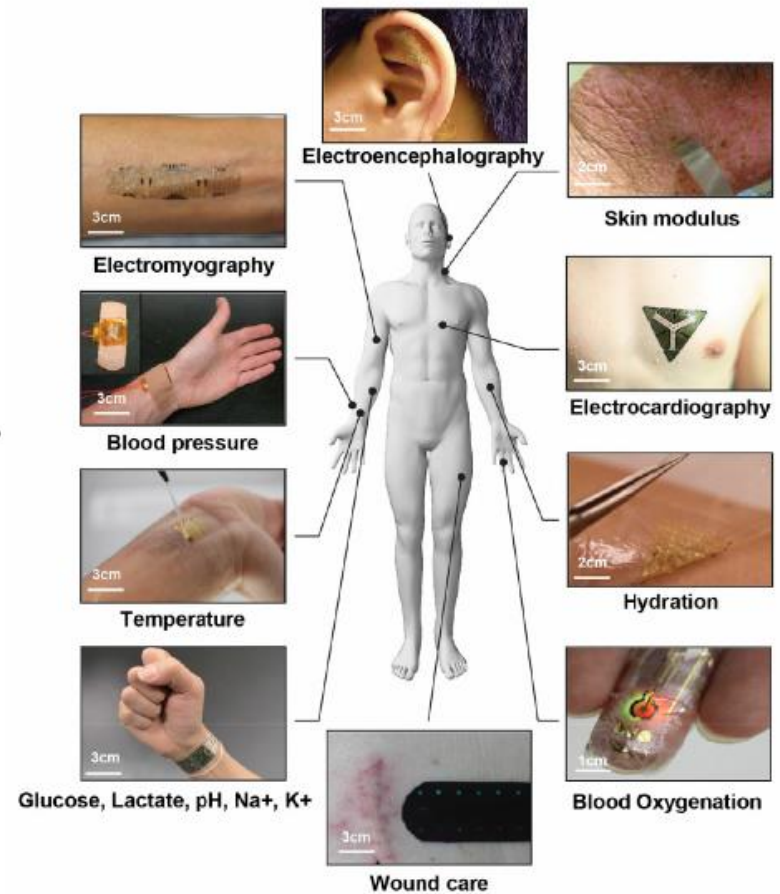 3cm
Electroencephalography
2cm
Skin modulus
3cm
Electromyography
3cm
Electrocardiography
3cm
Blood pressure
2cm
Hydration
3cm
Temperature
1cm
Blood Oxygenation
3cm
Glucose, Lactate, pH, Na+, K+
3cm
Wound care